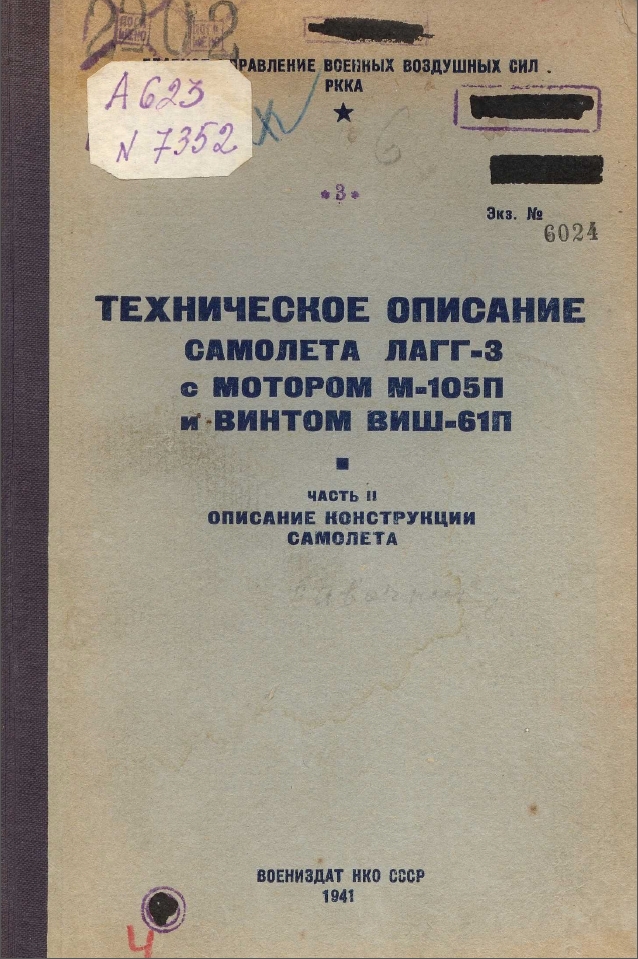 2902
УПРАВЛЕНИЕ ВОЕННЫХ ВОЗДУШНЫХ СИЛ
РККА
А 623
N 7352
б
*3*
Экз. №
6024
ТЕХНИЧЕСКОЕ ОПИСАНИЕ
САМОЛЕТА ЛАГГ-3
с МОТОРОМ М-105П
и ВИНТОМ ВИШ-61П
ЧАСТЬ II
ОПИСАНИЕ КОНСТРУКЦИИ
САМОЛЕТА
ВОЕНИЗДАТ НКО СССР
1941
Ч